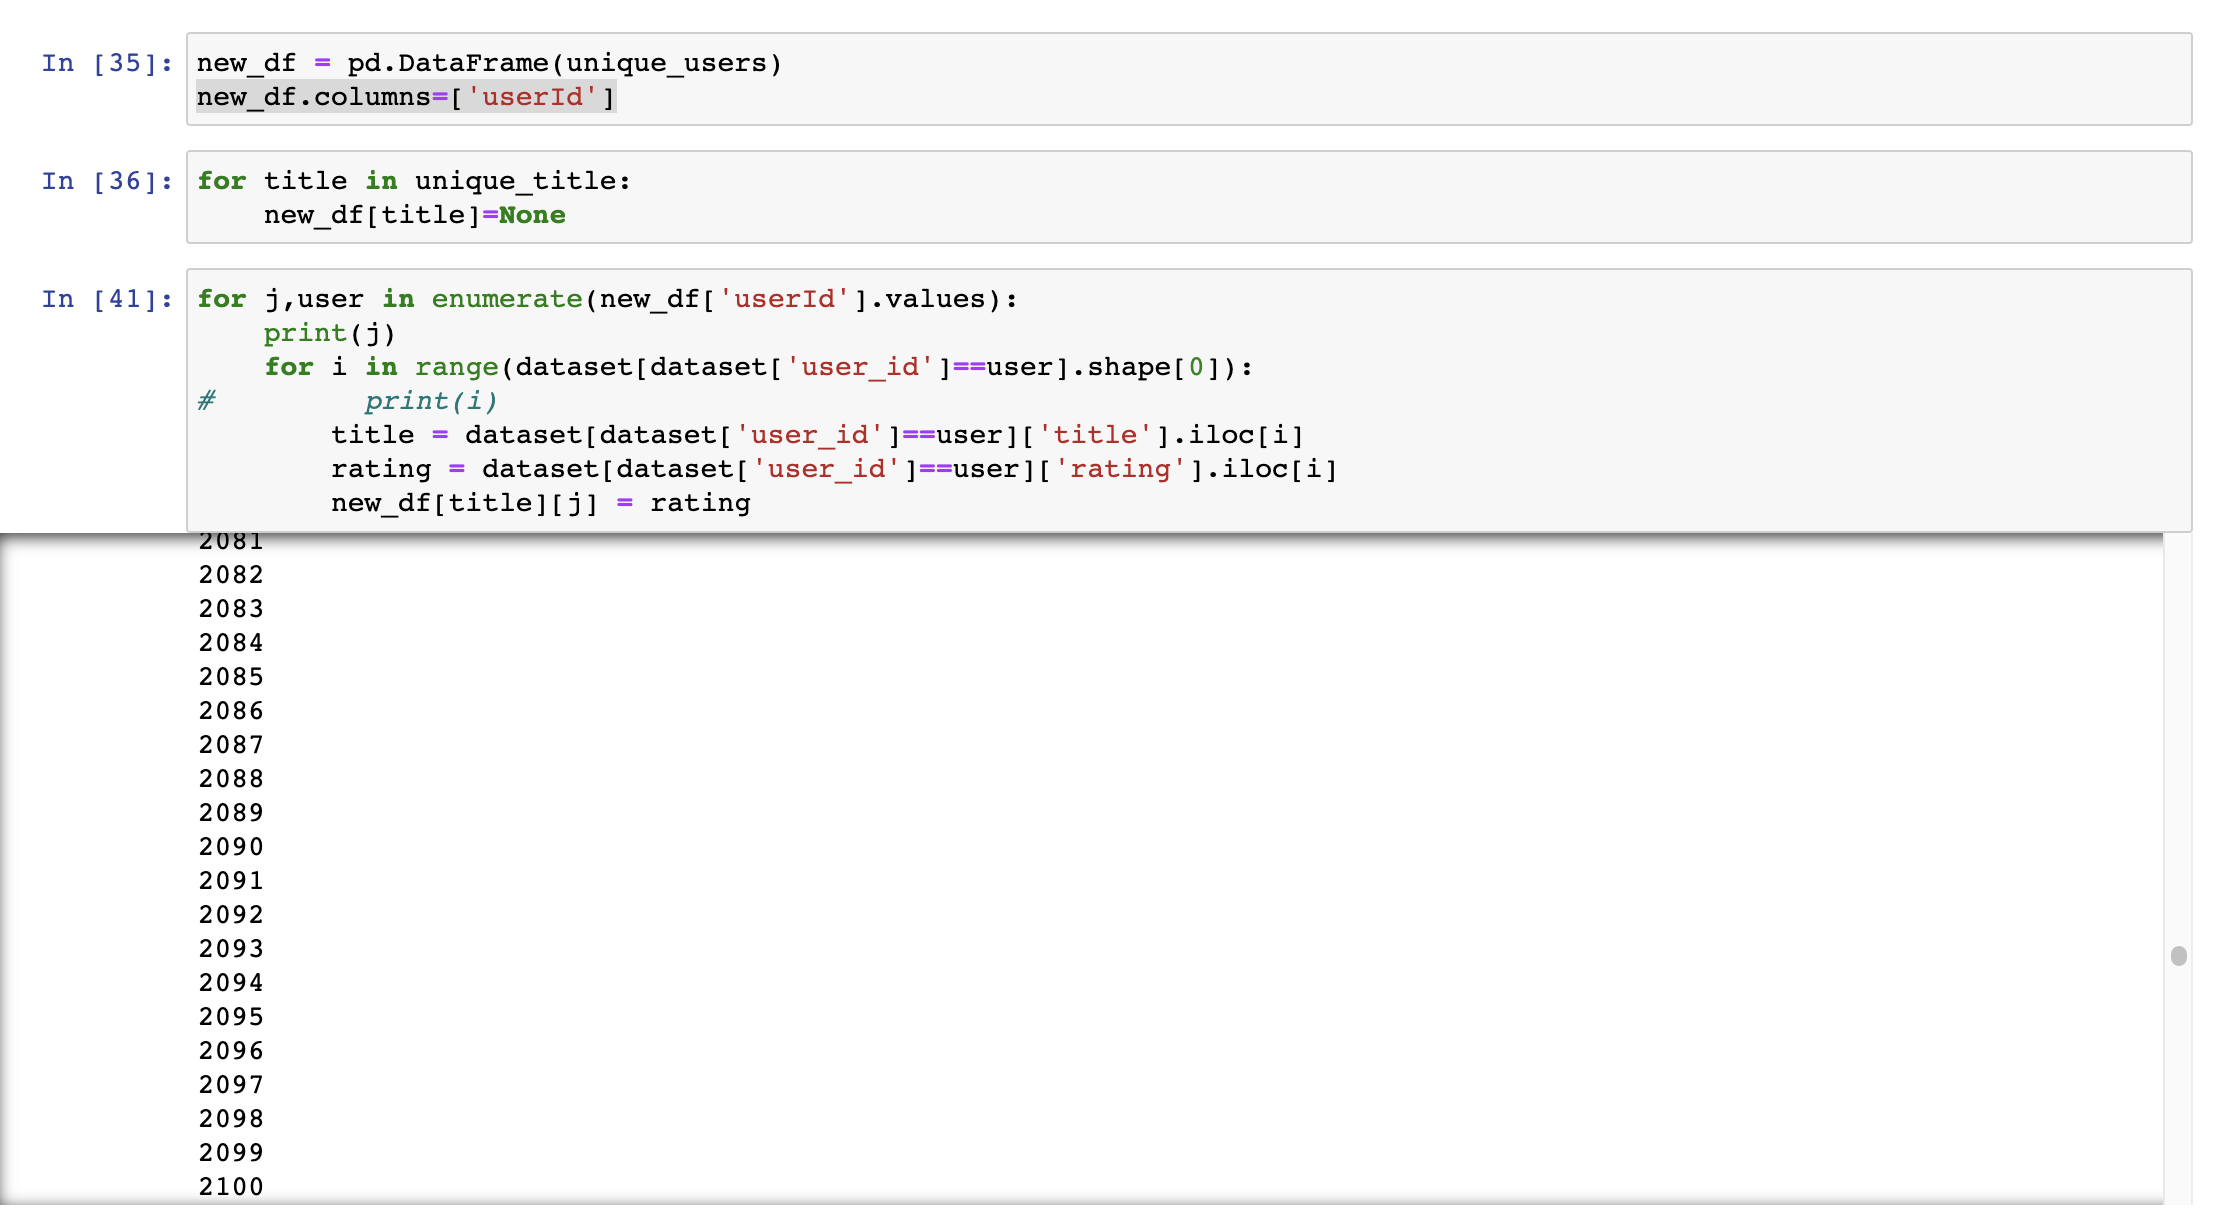 In [35]: new_df = pd.DataFrame(unique_users)
new_df.columns=['userId']
In [36]: for title in unique_title:
    new_df[title]=None
In [41]: for j,user in enumerate(new_df['userId'].values):
    print(j)
    for i in range(dataset[dataset['user_id']==user].shape[0]):
#         print(i)
        title = dataset[dataset['user_id']==user]['title'].iloc[i]
        rating = dataset[dataset['user_id']==user]['rating'].iloc[i]
        new_df[title][j] = rating
2081
2082
2083
2084
2085
2086
2087
2088
2089
2090
2091
2092
2093
2094
2095
2096
2097
2098
2099
2100